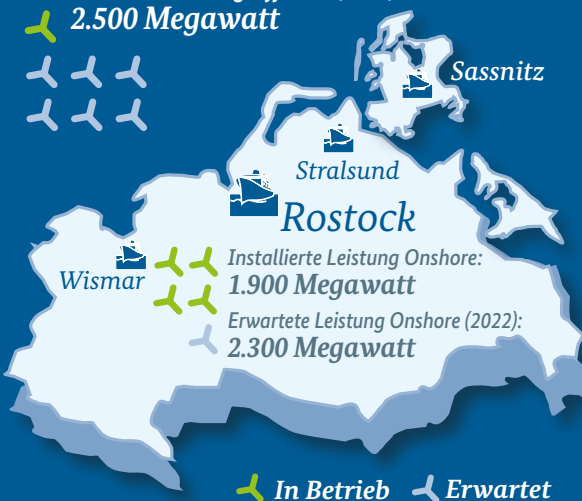 2.500 Megawatt
Sassnitz
Stralsund
Rostock
Wismar
Installierte Leistung Onshore:
1.900 Megawatt
Erwartete Leistung Onshore (2022):
2.300 Megawatt
In Betrieb
Erwartet